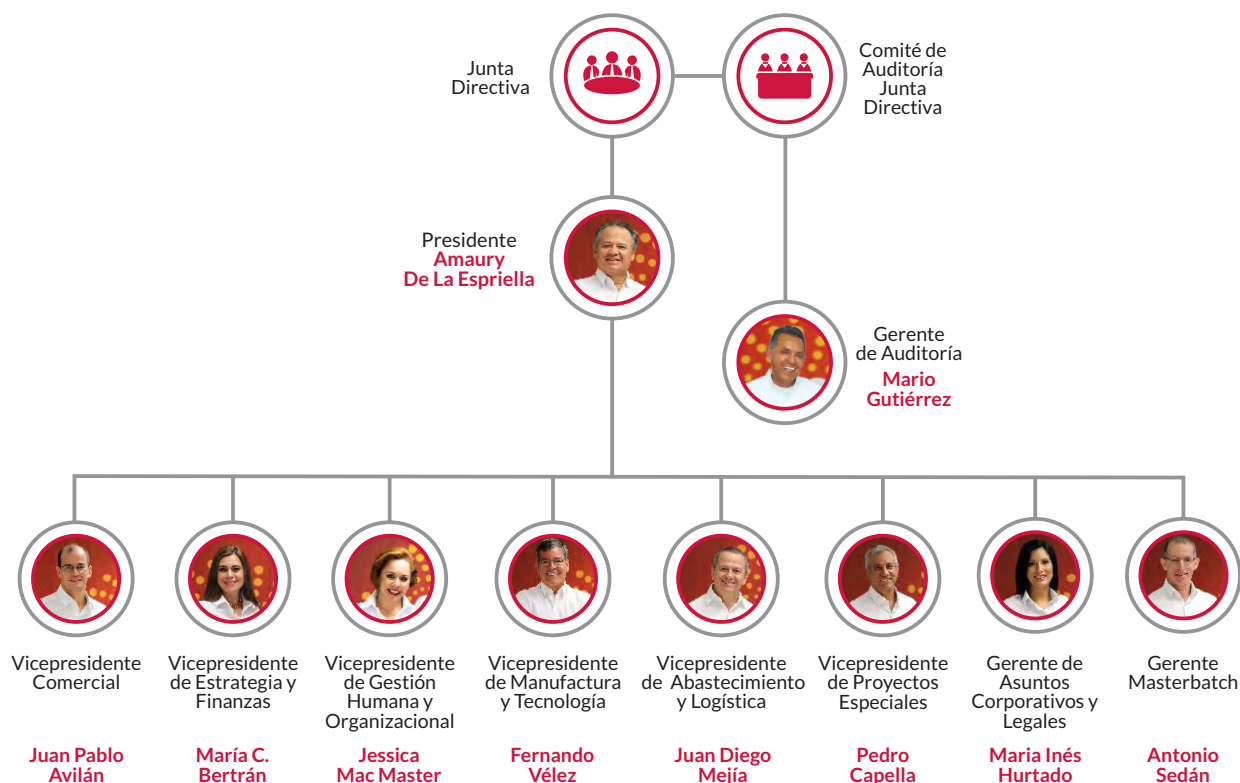 Junta
Directiva
Comité de
Auditoría
Junta
Directiva
Presidente
Amaury
De La Espriella
Gerente
de Auditoría
Mario
Gutiérrez
Vicepresidente
Comercial
Juan Pablo
Avilán
Vicepresidente
de Estrategia y
Finanzas
María C.
Bertrán
Vicepresidente
de Gestión
Humana y
Organizacional
Jessica
Mac Master
Vicepresidente
de Manufactura
y Tecnología
Fernando
Vélez
Vicepresidente
de Abastecimiento
y Logística
Juan Diego
Mejía
Vicepresidente
de Proyectos
Especiales
Pedro
Capella
Gerente de
Asuntos
Corporativos y
Legales
Maria Inés
Hurtado
Gerente
Masterbatch
Antonio
Sedán